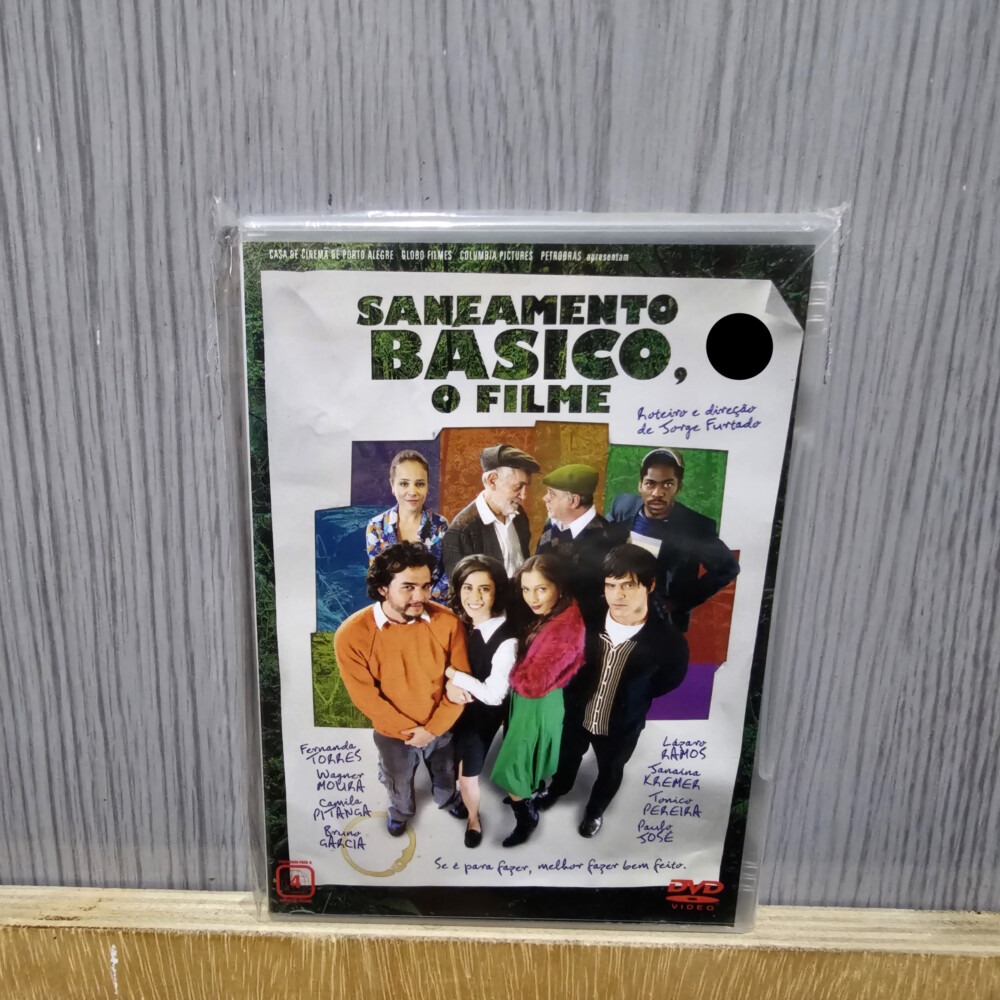 CASA DE CINEMA DE PORTO ALEGRE GLOBO FILMES COLUMBIA PICTURES PETROBRAS apresentam
SANEAMENTO
BÁSICO,
O FILME
Roteiro e direção
de Jorge Furtado
Fernanda
TORRES
Wagner
MOURA
Camila
PITANGA
Bruno
GARCIA
Lázaro
RAMOS
Janaína
KREMER
Tonico
PEREIRA
Paulo
JOSÉ
Se é para fazer, melhor fazer bem feito.
4
DVD
VIDEO